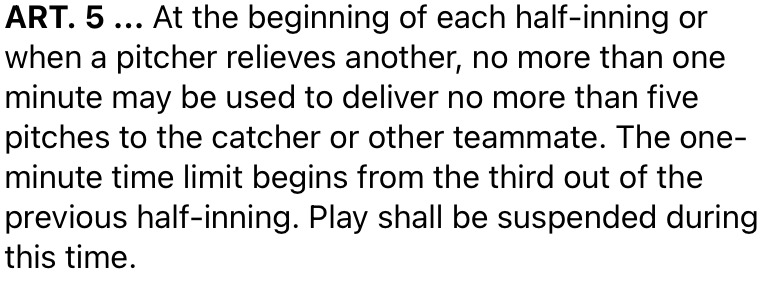 ART. 5 ... At the beginning of each half-inning or
when a pitcher relieves another, no more than one
minute may be used to deliver no more than five
pitches to the catcher or other teammate. The one-
minute time limit begins from the third out of the
previous half-inning. Play shall be suspended during
this time.